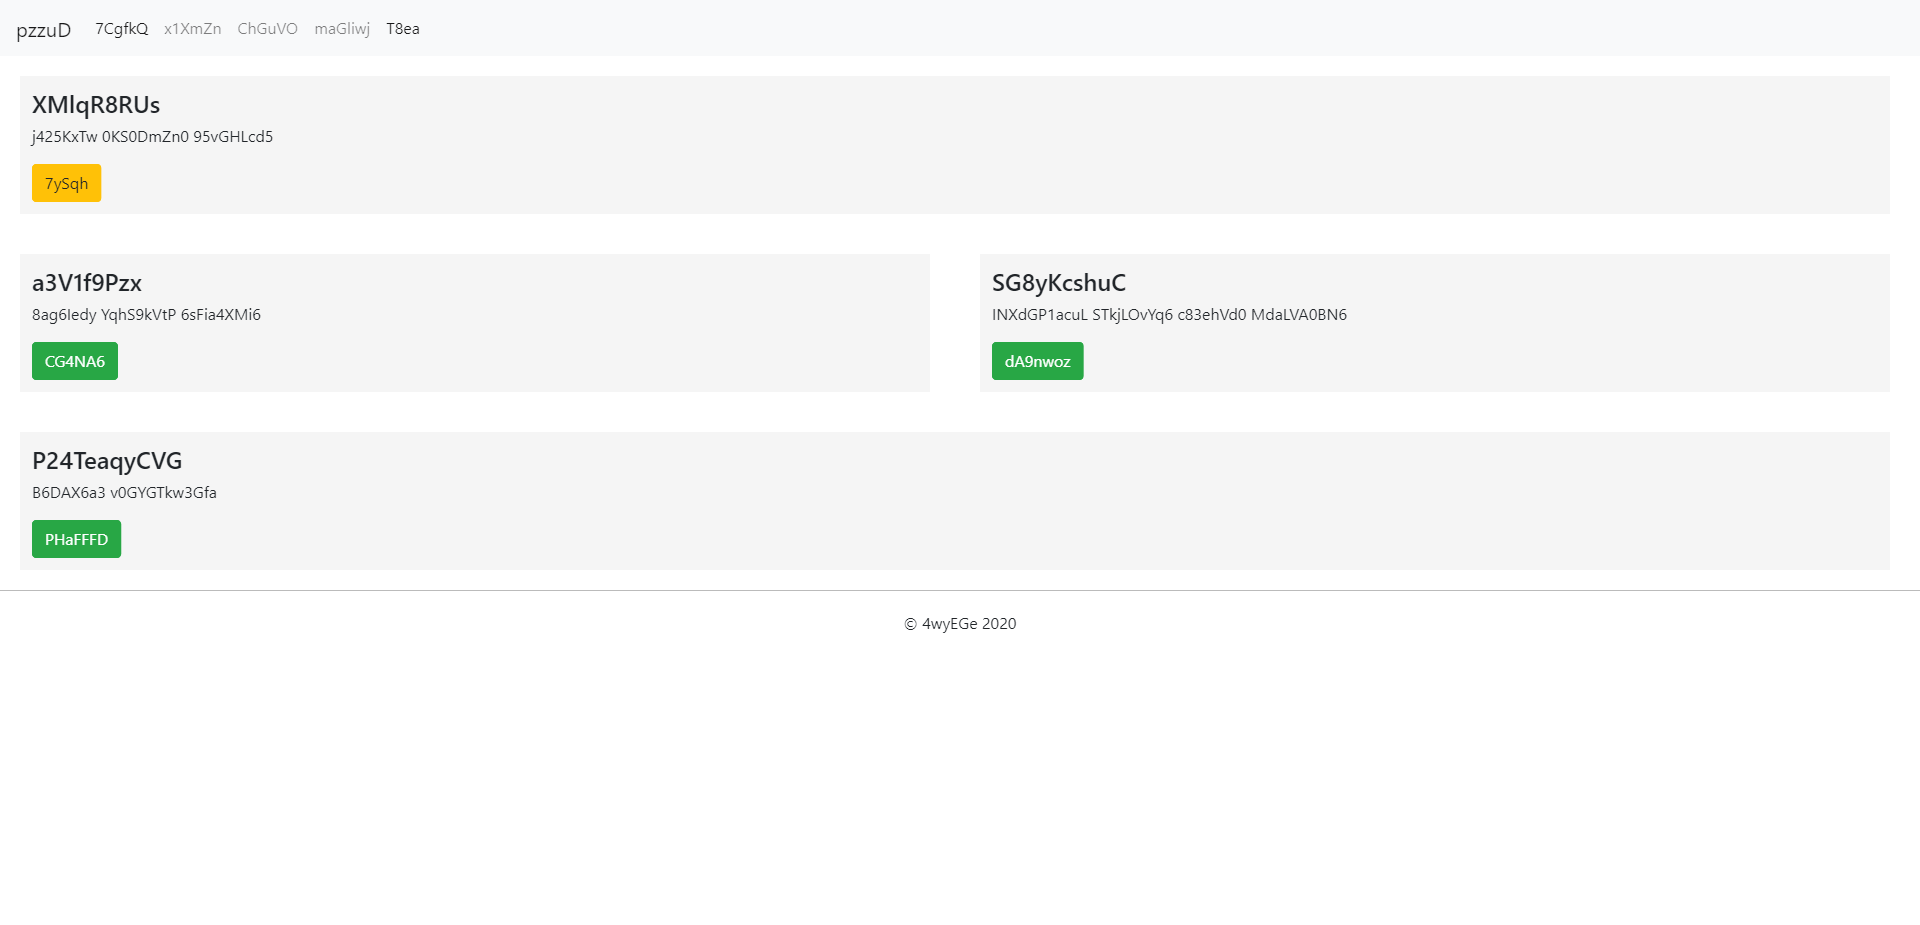 pzzuD 7CgfkQ x1XmZn ChGuVO maGliwj T8ea
XMlqR8RUs
j425KxTw 0KS0DmZn0 95vGHLcd5
7ySqh
a3V1f9Pzx
8ag6Iedy YqhS9kVtP 6sFia4XMi6
CG4NA6
SG8yKcshuC
INXdGP1acuL STkjLOvYq6 c83ehVd0 MdaLVA0BN6
dA9nwoz
P24TeaqyCVG
B6DAX6a3 v0GYGTkw3Gfa
PHaFFFD
© 4wyEGe 2020